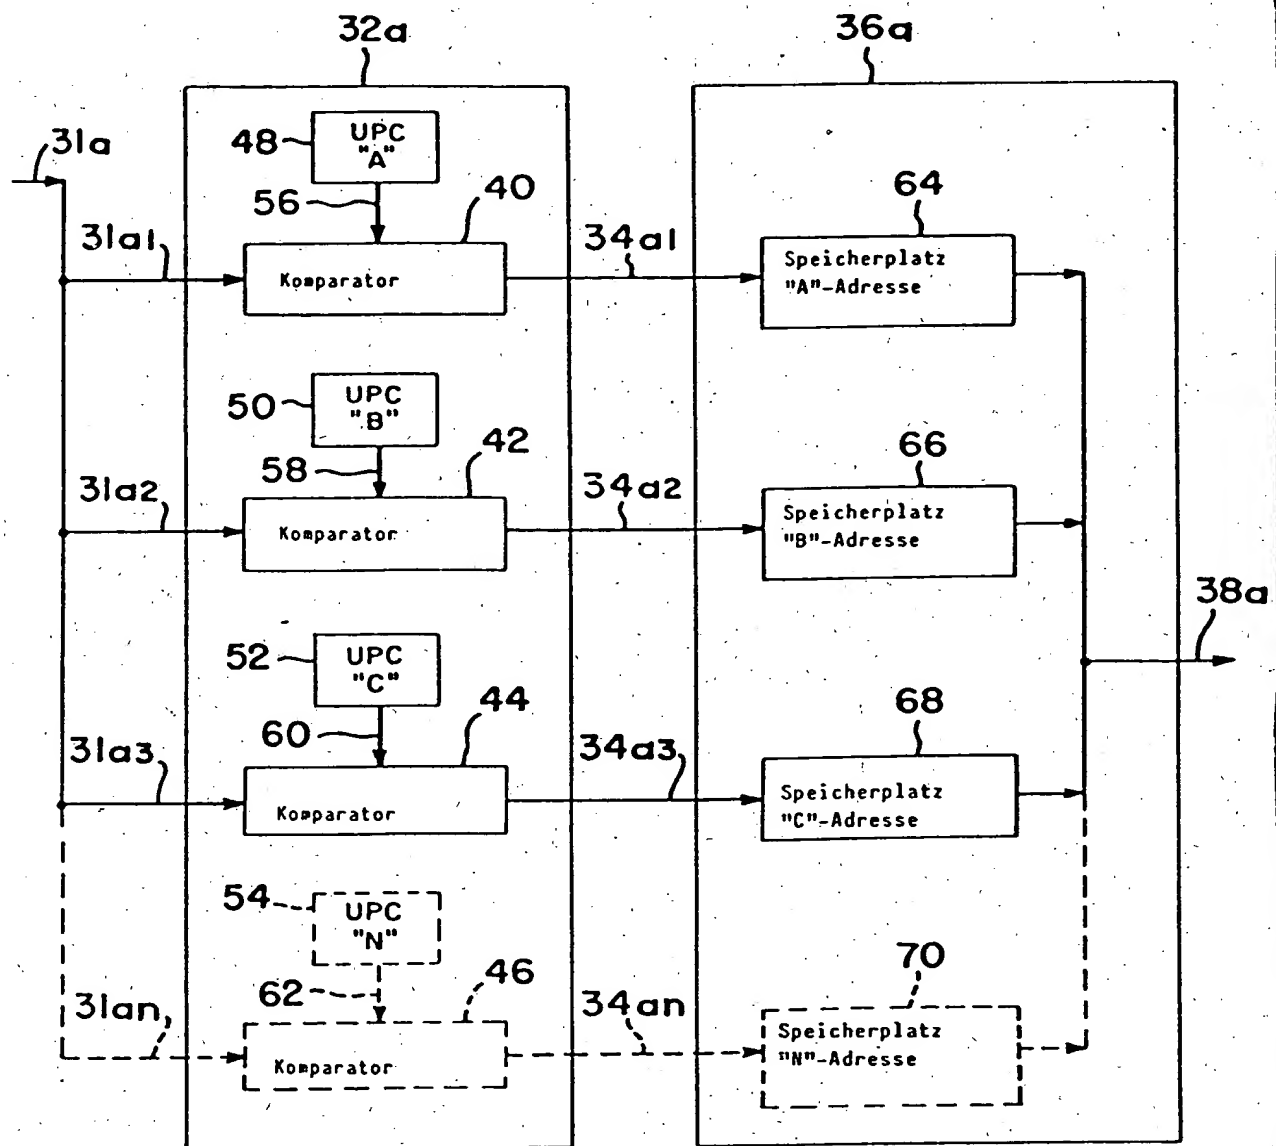 32a
36a
31a
48
UPC
"A"
56
40
64
31a1
34a1
Komparator
Speicherplatz
"A"-Adresse
50
UPC
"B"
58
42
66
31a2
34a2
Komparator
Speicherplatz
"B"-Adresse
38a
52
UPC
"C"
60
44
68
31a3
34a3
Komparator
Speicherplatz
"C"-Adresse
54
UPC
"N"
62
46
70
31an
34an
Komparator
Speicherplatz
"N"-Adresse